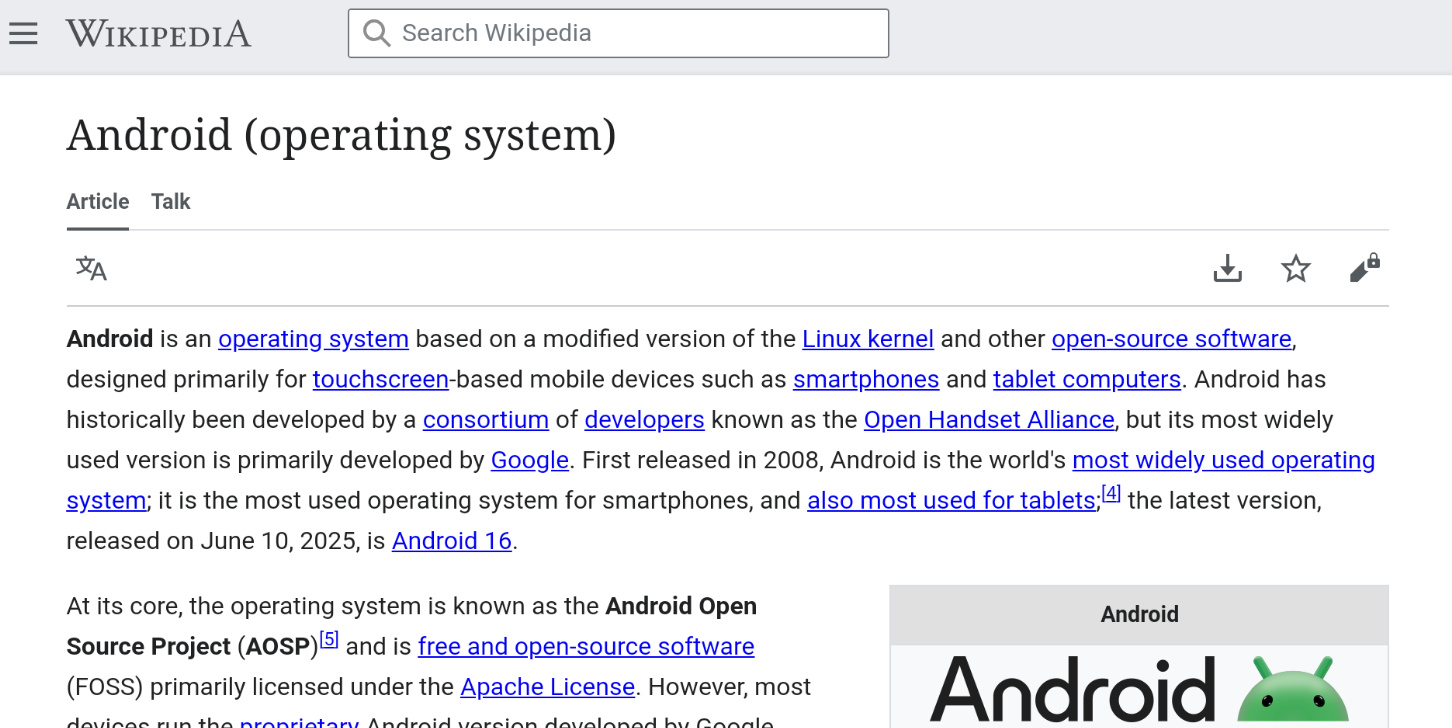 WIKIPEDIA
Search Wikipedia
Android (operating system)
Article Talk
文A
Android is an operating system based on a modified version of the Linux kernel and other open-source software,
designed primarily for touchscreen-based mobile devices such as smartphones and tablet computers. Android has
historically been developed by a consortium of developers known as the Open Handset Alliance, but its most widely
used version is primarily developed by Google. First released in 2008, Android is the world's most widely used operating
system; it is the most used operating system for smartphones, and also most used for tablets;[4] the latest version,
released on June 10, 2025, is Android 16.
At its core, the operating system is known as the Android Open
Source Project (AOSP)[5] and is free and open-source software
(FOSS) primarily licensed under the Apache License. However, most
devices run the proprietary Android version developed by Google
Android
Android